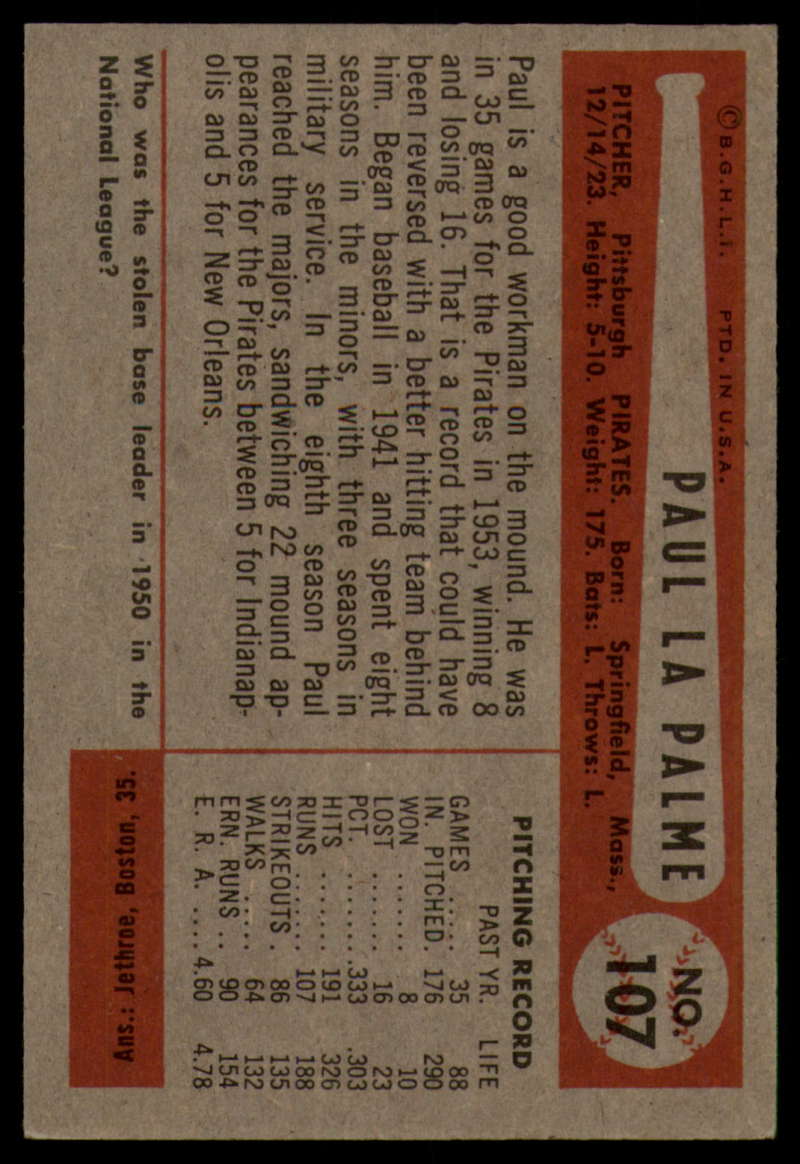 ©B.G.H.L.I. PTD. IN U.S.A.
PAUL LA PALME
NO.
107
PITCHER, Pittsburgh PIRATES. Born: Springfield, Mass.,
12/14/23. Height: 5-10. Weight: 175. Bats: L. Throws: L.
Paul is a good workman on the mound. He was
in 35 games for the Pirates in 1953, winning 8
and losing 16. That is a record that could have
been reversed with a better hitting team behind
him. Began baseball in 1941 and spent eight
seasons in the minors, with three seasons in
military service. In the eighth season Paul
reached the majors, sandwiching 22 mound ap-
pearances for the Pirates between 5 for Indianap-
olis and 5 for New Orleans.
PITCHING RECORD
PAST YR. LIFE
GAMES ..... 35 88
IN. PITCHED. 176 290
WON ....... 8 10
LOST ....... 16 23
PCT. ....... .333 .303
HITS ....... 191 326
RUNS ....... 107 188
STRIKEOUTS . 86 135
WALKS ..... 64 132
ERN. RUNS .. 90 154
E. R. A. .... 4.60 4.78
Who was the stolen base leader in 1950 in the
National League?
Ans.: Jethroe, Boston, 35.